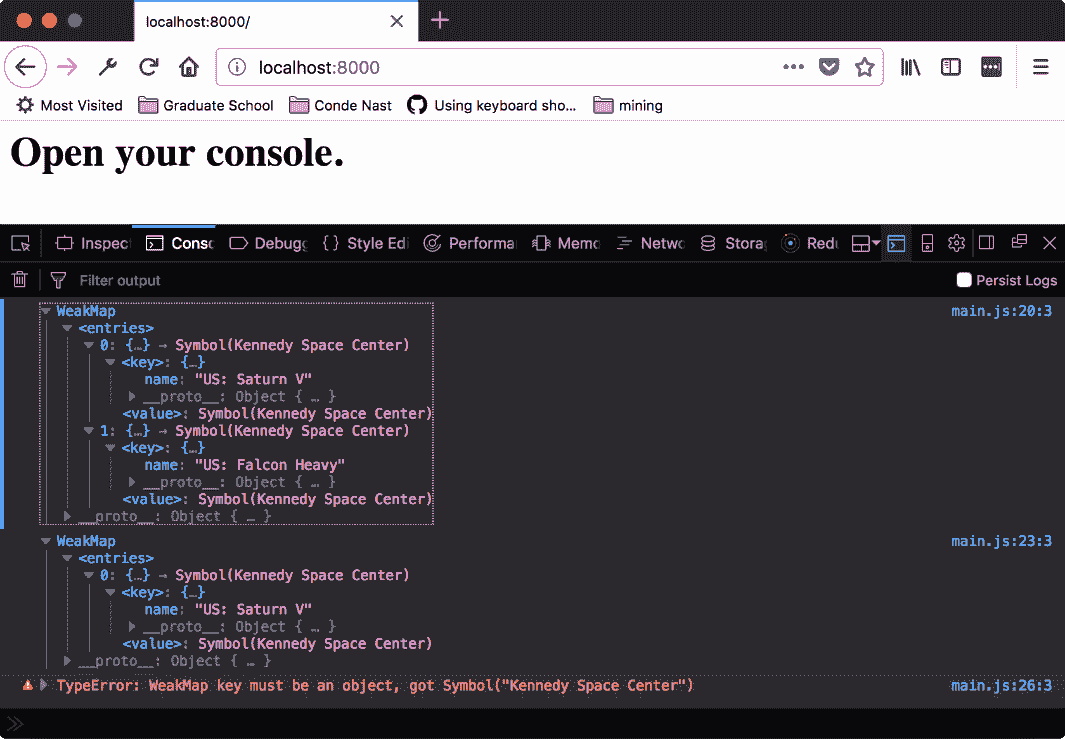 localhost:8000/
localhost:8000
Most Visited Graduate School Conde Nast Using keyboard sho... mining
Open your console.
Inspec Conso Debugg {} Style Edi Performa Memo Netwo Storag Redu
Filter output Persist Logs
WeakMap main.js:20:3
<entries>
0: {…} → Symbol(Kennedy Space Center)
<key>: {…}
name: "US: Saturn V"
__proto__: Object { … }
<value>: Symbol(Kennedy Space Center)
1: {…} → Symbol(Kennedy Space Center)
<key>: {…}
name: "US: Falcon Heavy"
__proto__: Object { … }
<value>: Symbol(Kennedy Space Center)
__proto__: Object { … }
WeakMap main.js:23:3
<entries>
0: {…} → Symbol(Kennedy Space Center)
<key>: {…}
name: "US: Saturn V"
__proto__: Object { … }
<value>: Symbol(Kennedy Space Center)
__proto__: Object { … }
TypeError: WeakMap key must be an object, got Symbol("Kennedy Space Center") main.js:26:3